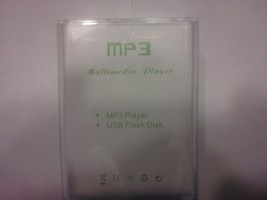 MP3
Multimedia Player
• MP3 Player
• USB Flash Disk